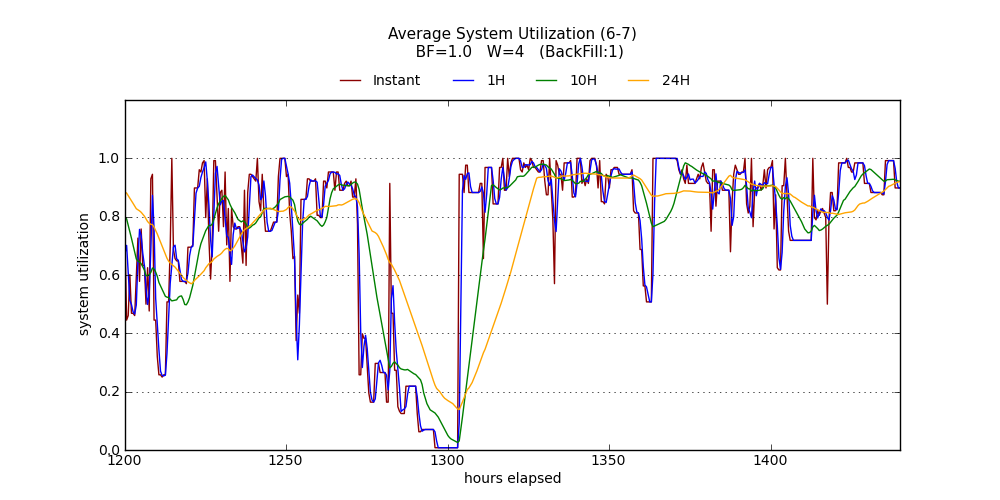 Average System Utilization (6-7)
BF=1.0 W=4 (BackFill:1)
Instant 1H 10H 24H
1.0
0.8
0.6
0.4
0.2
0.0
system utilization
1200 1250 1300 1350 1400
hours elapsed